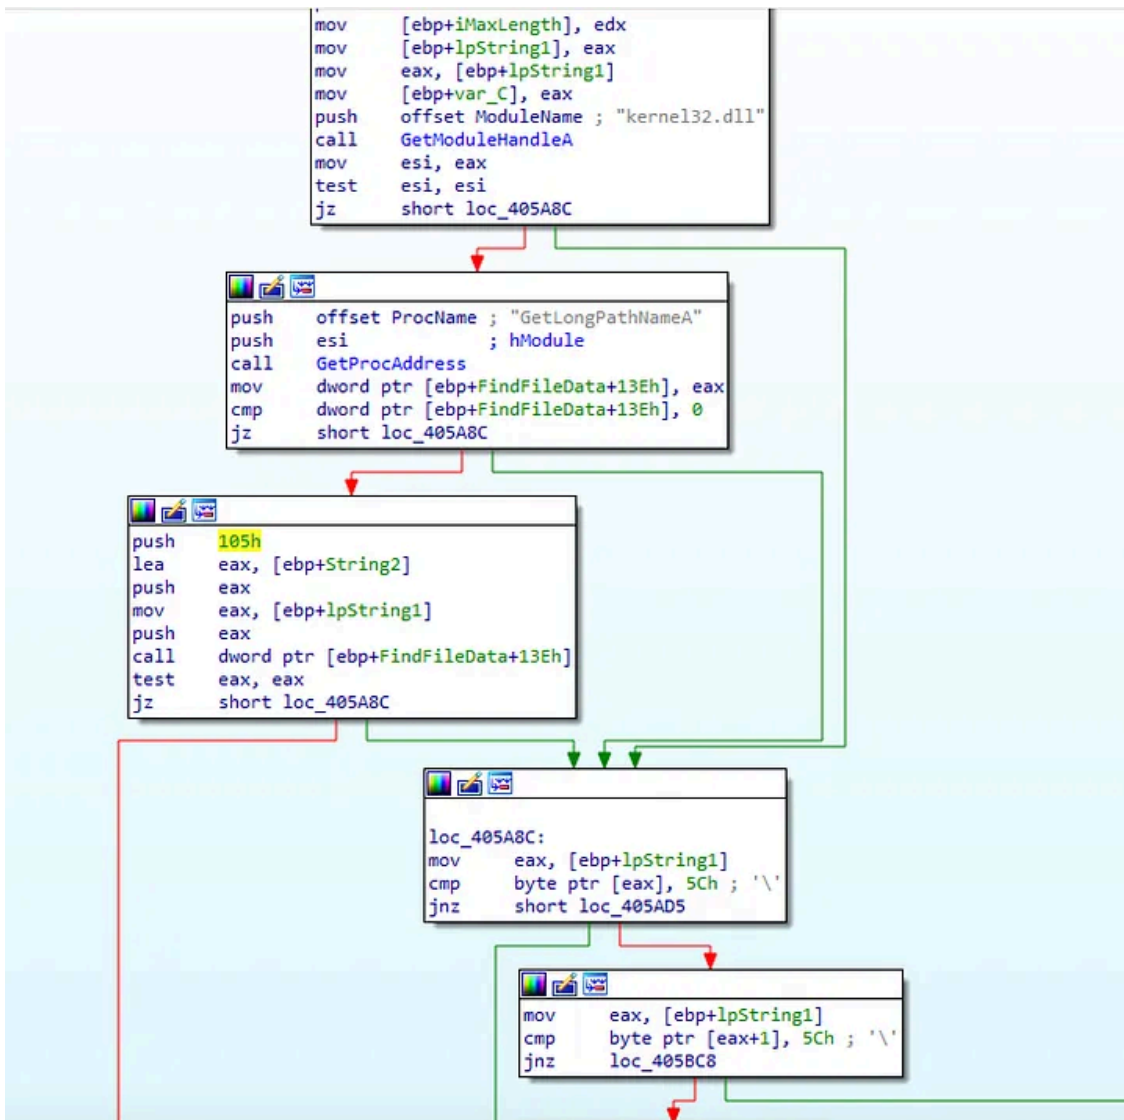 mov [ebp+iMaxLength], edx
mov [ebp+lpString1], eax
mov eax, [ebp+lpString1]
mov [ebp+var_C], eax
push offset ModuleName ; "kernel32.dll"
call GetModuleHandleA
mov esi, eax
test esi, esi
jz short loc_405A8C
push offset ProcName ; "GetLongPathNameA"
push esi ; hModule
call GetProcAddress
mov dword ptr [ebp+FindFileData+13Eh], eax
cmp dword ptr [ebp+FindFileData+13Eh], 0
jz short loc_405A8C
push 105h
lea eax, [ebp+String2]
push eax
mov eax, [ebp+lpString1]
push eax
call dword ptr [ebp+FindFileData+13Eh]
test eax, eax
jz short loc_405A8C
loc_405A8C:
mov eax, [ebp+lpString1]
cmp byte ptr [eax], 5Ch ; '\'
jnz short loc_405AD5
mov eax, [ebp+lpString1]
cmp byte ptr [eax+1], 5Ch ; '\'
jnz loc_405BC8